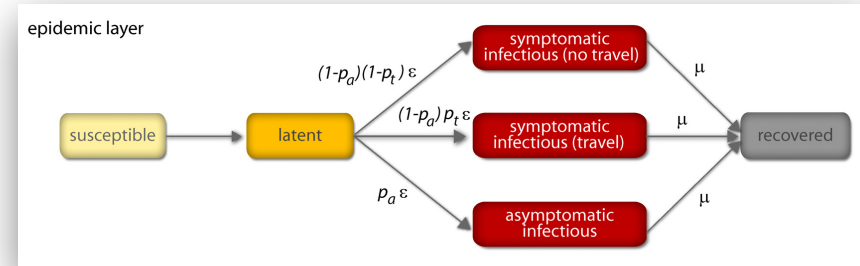 epidemic layer
susceptible
latent
(1-pa)(1-pt) ε
(1-pa) pt ε
pa ε
symptomatic
infectious (no travel)
symptomatic
infectious (travel)
asymptomatic
infectious
μ
μ
μ
recovered